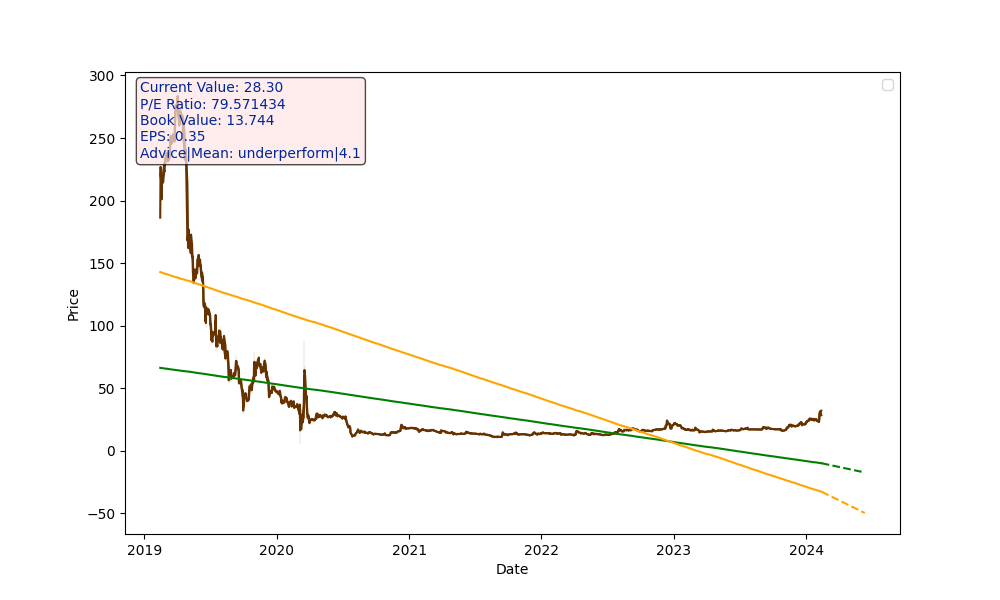 Current Value: 28.30
P/E Ratio: 79.571434
Book Value: 13.744
EPS: 0.35
Advice|Mean: underperform|4.1
300
250
200
150
100
50
0
−50
Price
2019 2020 2021 2022 2023 2024
Date